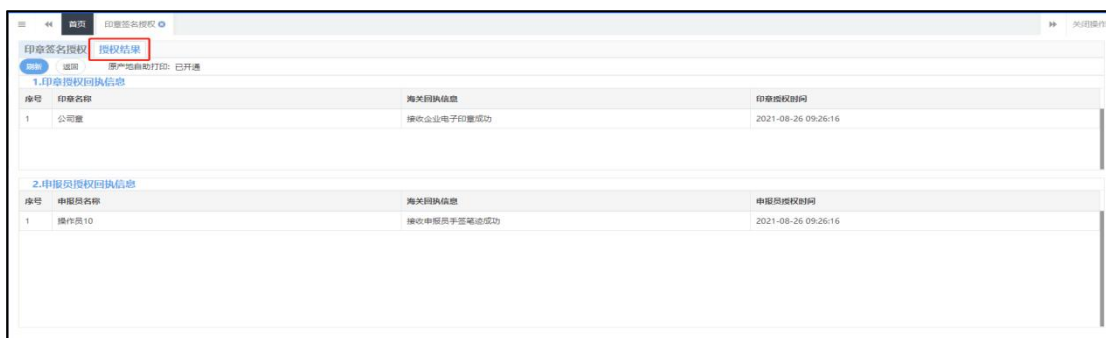 首页 印章签名授权 关闭操作
印章签名授权 授权结果
刷新 返回 原产地自助打印: 已开通
1.印章授权回执信息
序号 印章名称 海关回执信息 印章授权时间
1 公司章 接收企业电子印章成功 2021-08-26 09:26:16
2.申报员授权回执信息
序号 申报员名称 海关回执信息 申报员授权时间
1 操作员10 接收申报员手签笔迹成功 2021-08-26 09:26:16